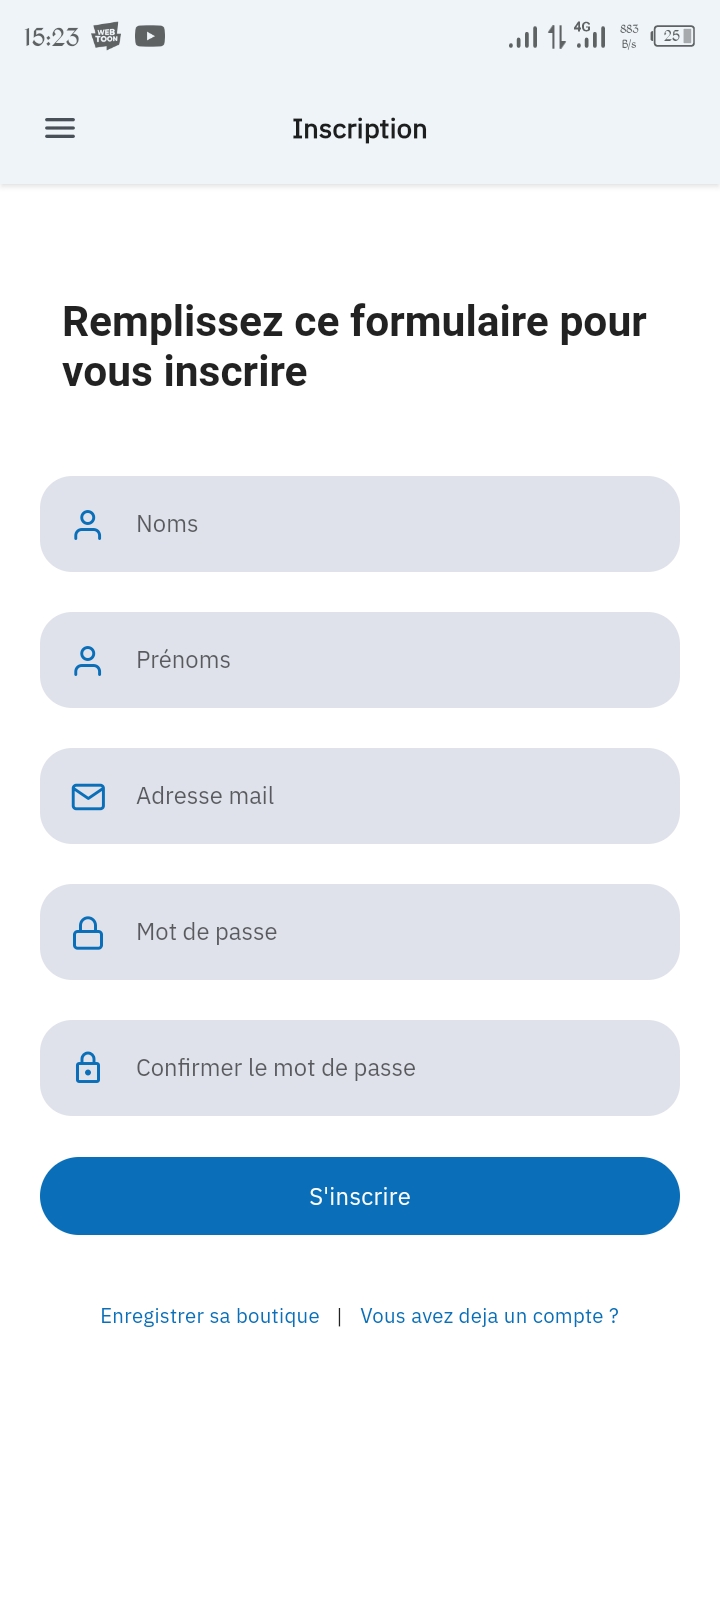 15:23 WEB TOON 4G 883 B/s 25
Inscription
Remplissez ce formulaire pour
vous inscrire
Noms
Prénoms
Adresse mail
Mot de passe
Confirmer le mot de passe
S'inscrire
Enregistrer sa boutique | Vous avez deja un compte ?